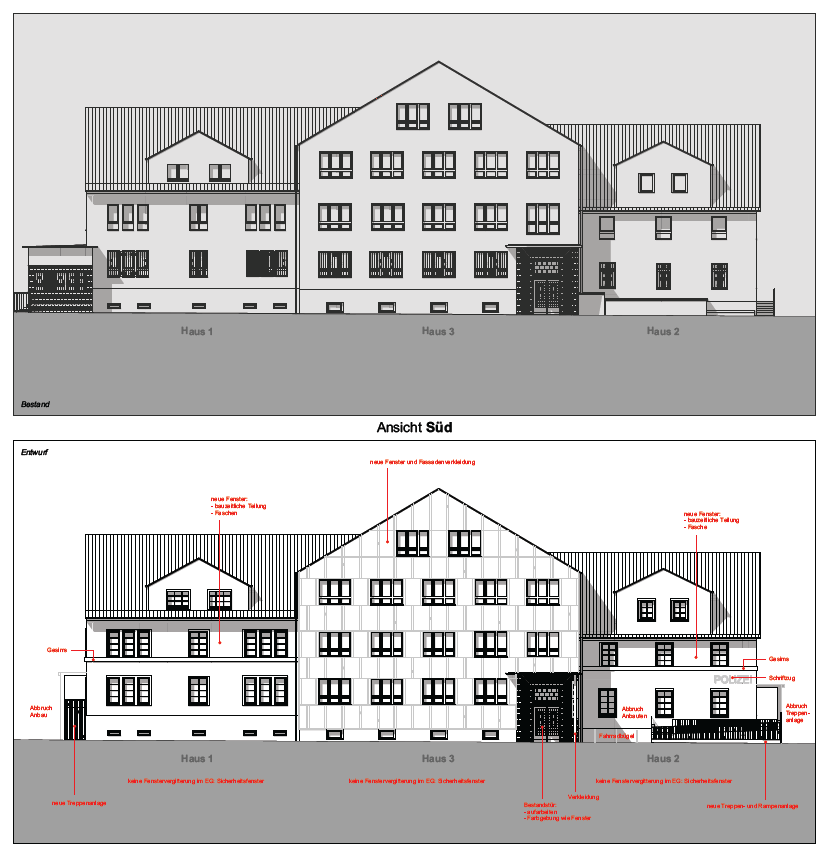 Haus 1
Haus 3
Haus 2
Bestand
Ansicht Süd
Entwurf
neue Fenster und Fassadenverkleidung
neue Fenster:
- bauzeitliche Teilung
- Faschen
neue Fenster:
- bauzeitliche Teilung
- Fasche
Gesims
Gesims
POLIZEI
Schriftzug
Abbruch
Anbau
Abbruch
Anbauten
Abbruch
Treppen-
anlage
Fahrradbügel
Haus 1
Haus 3
Haus 2
keine Fenstervergitterung im EG: Sicherheitsfenster
keine Fenstervergitterung im EG: Sicherheitsfenster
keine Fenstervergitterung im EG: Sicherheitsfenster
neue Treppenanlage
Verkleidung
Bestandstür:
- aufarbeiten
- Farbgebung wie Fenster
neue Treppen- und Rampenanlage